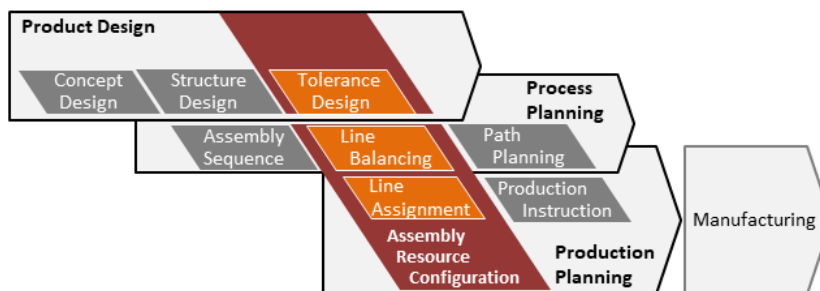 Product Design
Concept
Design
Structure
Design
Tolerance
Design
Process
Planning
Assembly
Sequence
Line
Balancing
Path
Planning
Line
Assignment
Production
Instruction
Manufacturing
Assembly
Resource
Configuration
Production
Planning